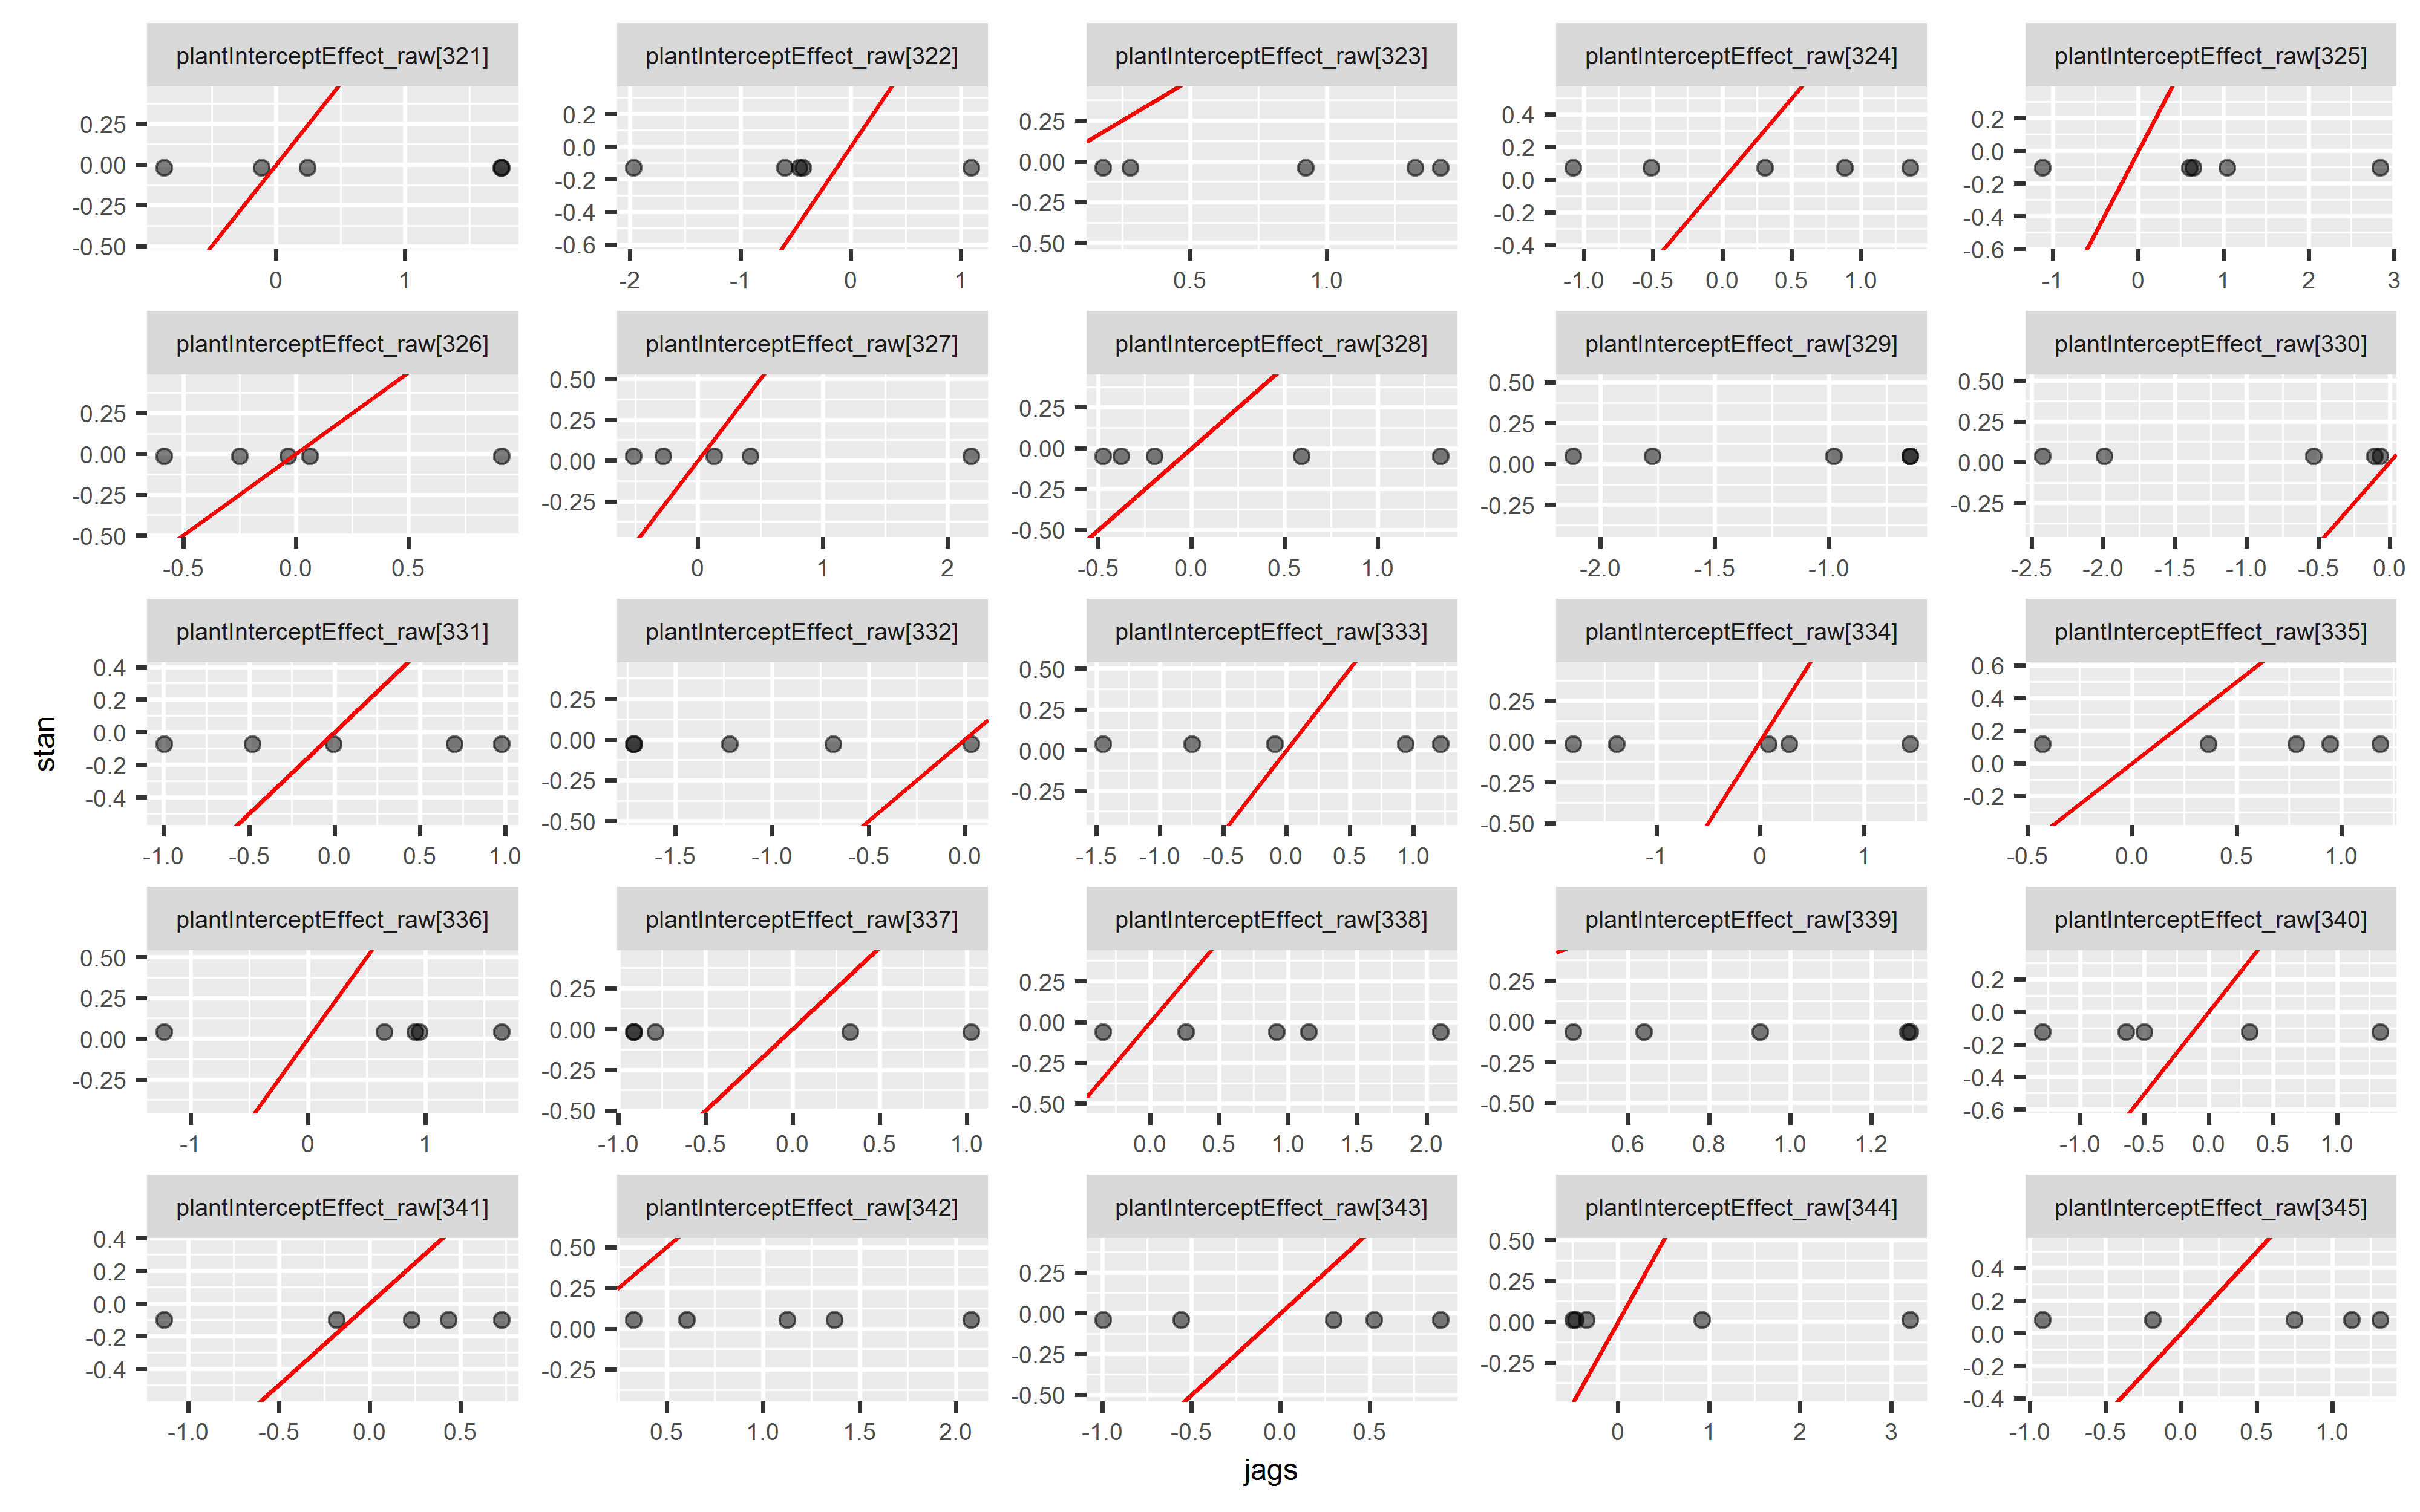 plantInterceptEffect_raw[321] plantInterceptEffect_raw[322] plantInterceptEffect_raw[323] plantInterceptEffect_raw[324] plantInterceptEffect_raw[325]
0.25 0.00 -0.25 -0.50
0.2 0.0 -0.2 -0.4 -0.6
0.25 0.00 -0.25 -0.50
0.4 0.2 0.0 -0.2 -0.4
0.2 0.0 -0.2 -0.4 -0.6
0 1
-2 -1 0 1
0.5 1.0
-1.0 -0.5 0.0 0.5 1.0
-1 0 1 2 3
plantInterceptEffect_raw[326] plantInterceptEffect_raw[327] plantInterceptEffect_raw[328] plantInterceptEffect_raw[329] plantInterceptEffect_raw[330]
0.25 0.00 -0.25 -0.50
0.50 0.25 0.00 -0.25
0.25 0.00 -0.25 -0.50
0.50 0.25 0.00 -0.25
0.50 0.25 0.00 -0.25
-0.5 0.0 0.5
0 1 2
-0.5 0.0 0.5 1.0
-2.0 -1.5 -1.0
-2.5 -2.0 -1.5 -1.0 -0.5 0.0
plantInterceptEffect_raw[331] plantInterceptEffect_raw[332] plantInterceptEffect_raw[333] plantInterceptEffect_raw[334] plantInterceptEffect_raw[335]
stan
0.4 0.2 0.0 -0.2 -0.4
0.25 0.00 -0.25 -0.50
0.50 0.25 0.00 -0.25
0.25 0.00 -0.25 -0.50
0.6 0.4 0.2 0.0 -0.2
-1.0 -0.5 0.0 0.5 1.0
-1.5 -1.0 -0.5 0.0
-1.5 -1.0 -0.5 0.0 0.5 1.0
-1 0 1
-0.5 0.0 0.5 1.0
plantInterceptEffect_raw[336] plantInterceptEffect_raw[337] plantInterceptEffect_raw[338] plantInterceptEffect_raw[339] plantInterceptEffect_raw[340]
0.50 0.25 0.00 -0.25
0.25 0.00 -0.25 -0.50
0.25 0.00 -0.25 -0.50
0.25 0.00 -0.25 -0.50
0.2 0.0 -0.2 -0.4 -0.6
-1 0 1
-1.0 -0.5 0.0 0.5 1.0
0.0 0.5 1.0 1.5 2.0
0.6 0.8 1.0 1.2
-1.0 -0.5 0.0 0.5 1.0
plantInterceptEffect_raw[341] plantInterceptEffect_raw[342] plantInterceptEffect_raw[343] plantInterceptEffect_raw[344] plantInterceptEffect_raw[345]
0.4 0.2 0.0 -0.2 -0.4
0.50 0.25 0.00 -0.25
0.25 0.00 -0.25 -0.50
0.50 0.25 0.00 -0.25
0.4 0.2 0.0 -0.2 -0.4
-1.0 -0.5 0.0 0.5
0.5 1.0 1.5 2.0
-1.0 -0.5 0.0 0.5
0 1 2 3
-1.0 -0.5 0.0 0.5 1.0
jags